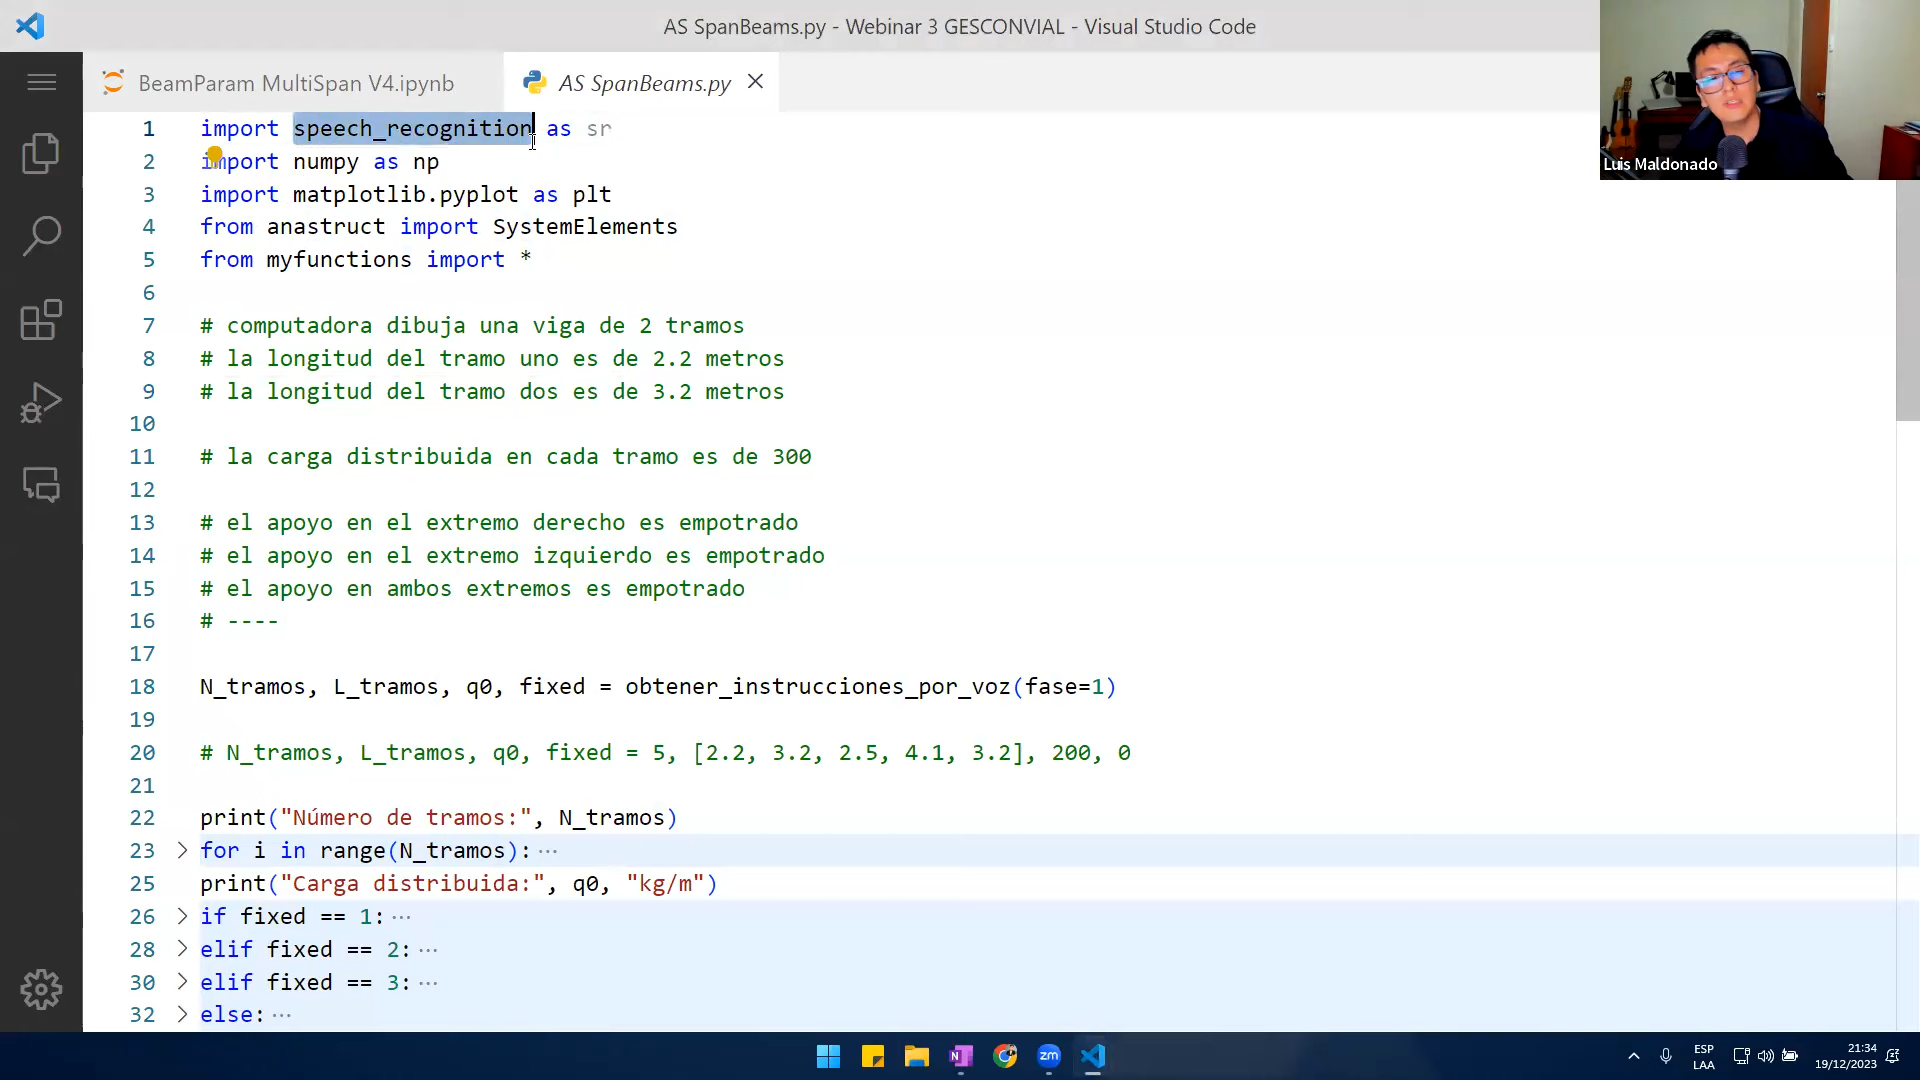 AS SpanBeams.py - Webinar 3 GESCONVIAL - Visual Studio Code
BeamParam MultiSpan V4.ipynb
AS SpanBeams.py
1 import speech_recognition as sr
2 import numpy as np
3 import matplotlib.pyplot as plt
4 from anastruct import SystemElements
5 from myfunctions import *
6
7 # computadora dibuja una viga de 2 tramos
8 # la longitud del tramo uno es de 2.2 metros
9 # la longitud del tramo dos es de 3.2 metros
10
11 # la carga distribuida en cada tramo es de 300
12
13 # el apoyo en el extremo derecho es empotrado
14 # el apoyo en el extremo izquierdo es empotrado
15 # el apoyo en ambos extremos es empotrado
16 # ----
17
18 N_tramos, L_tramos, q0, fixed = obtener_instrucciones_por_voz(fase=1)
19
20 # N_tramos, L_tramos, q0, fixed = 5, [2.2, 3.2, 2.5, 4.1, 3.2], 200, 0
21
22 print("Número de tramos:", N_tramos)
23 for i in range(N_tramos): ···
25 print("Carga distribuida:", q0, "kg/m")
26 if fixed == 1: ···
28 elif fixed == 2: ···
30 elif fixed == 3: ···
32 else: ···
Luis Maldonado
N
zm
ESP
LAA
21:34
19/12/2023